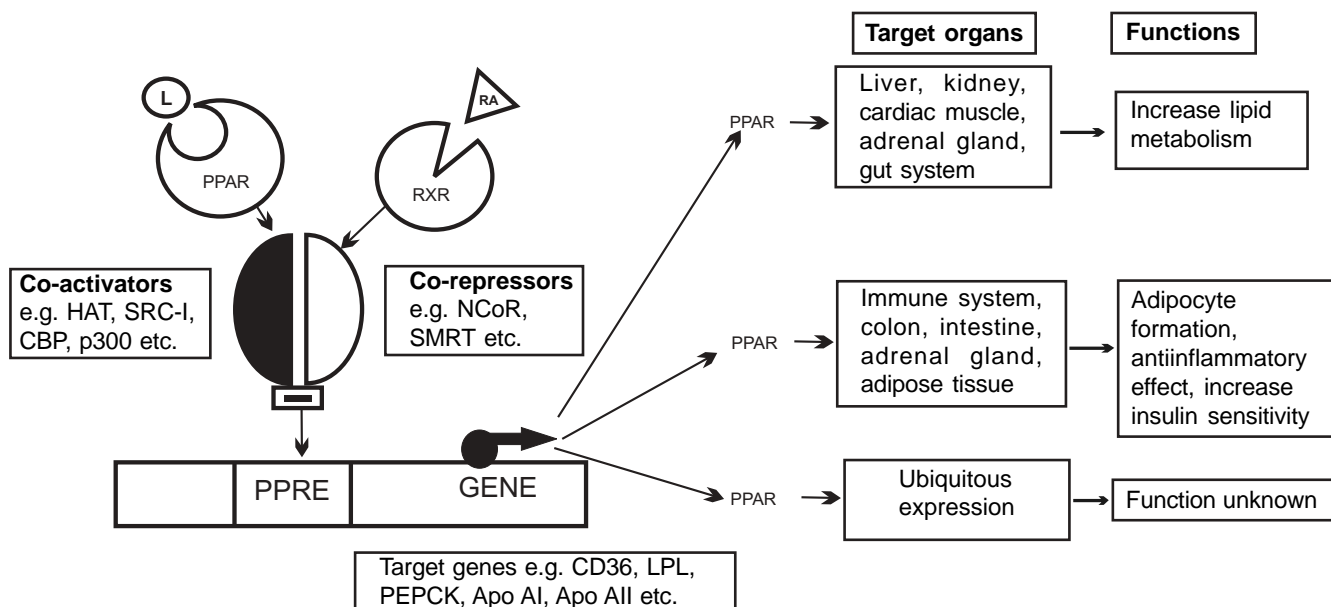 Target organs
Functions
L
RA
PPAR
RXR
Co-activators
e.g. HAT, SRC-I,
CBP, p300 etc.
Co-repressors
e.g. NCoR,
SMRT etc.
PPRE
GENE
Target genes e.g. CD36, LPL,
PEPCK, Apo AI, Apo AII etc.
PPAR
Liver, kidney,
cardiac muscle,
adrenal gland,
gut system
Increase lipid
metabolism
PPAR
Immune system,
colon, intestine,
adrenal gland,
adipose tissue
Adipocyte
formation,
antiinflammatory
effect, increase
insulin sensitivity
PPAR
Ubiquitous
expression
Function unknown